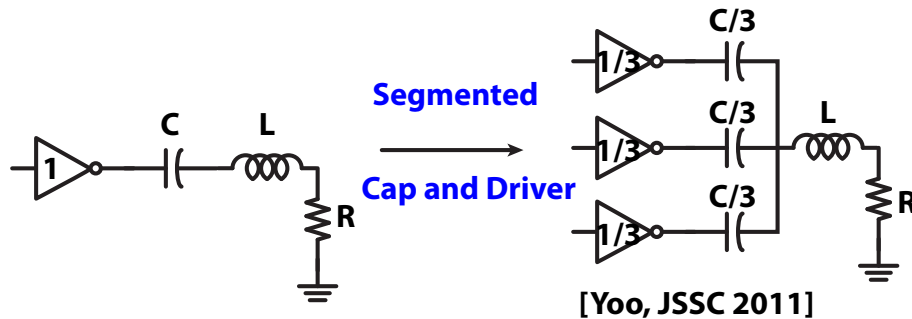 1
C
L
R
Segmented
Cap and Driver
C/3
1/3
C/3
1/3
C/3
1/3
L
R
[Yoo, JSSC 2011]